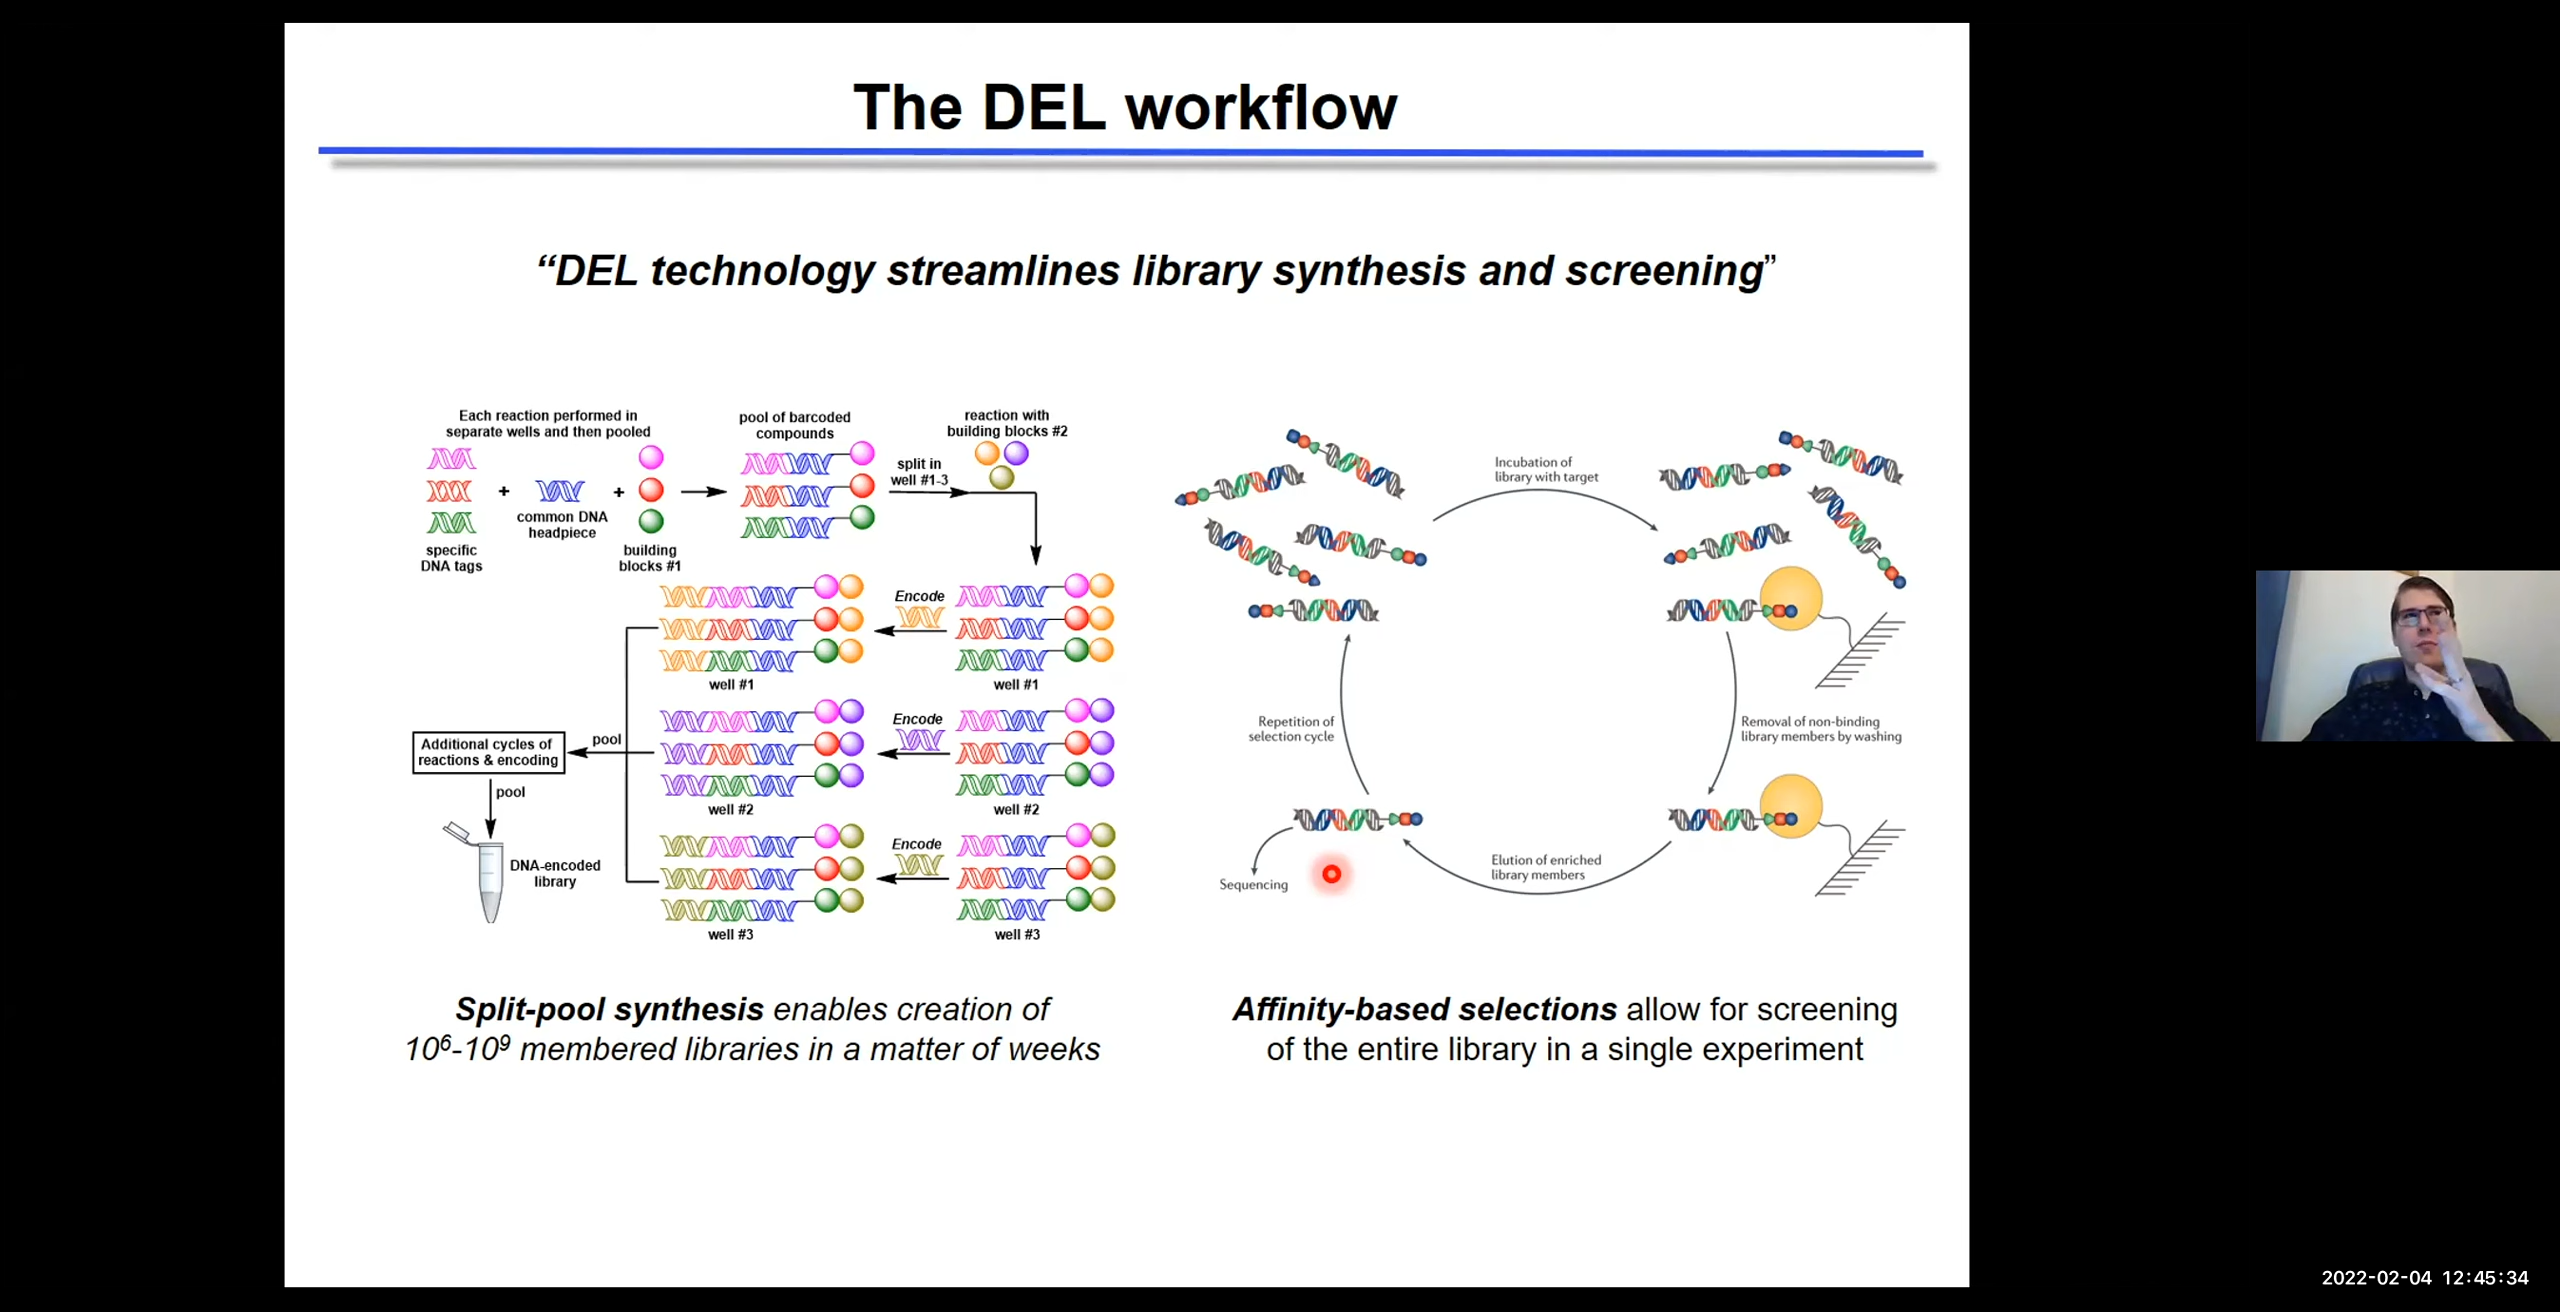 The DEL workflow
“DEL technology streamlines library synthesis and screening”
Each reaction performed in
separate wells and then pooled
+
+
common DNA
headpiece
specific
DNA tags
building
blocks #1
pool of barcoded
compounds
split in
well #1-3
reaction with
building blocks #2
Encode
well #1
well #1
Encode
well #2
well #2
Encode
well #3
well #3
pool
Additional cycles of
reactions & encoding
pool
DNA-encoded
library
Incubation of
library with target
Removal of non-binding
library members by washing
Elution of enriched
library members
Repetition of
selection cycle
Sequencing
Split-pool synthesis enables creation of
10⁶-10⁹ membered libraries in a matter of weeks
Affinity-based selections allow for screening
of the entire library in a single experiment
2022-02-04 12:45:34